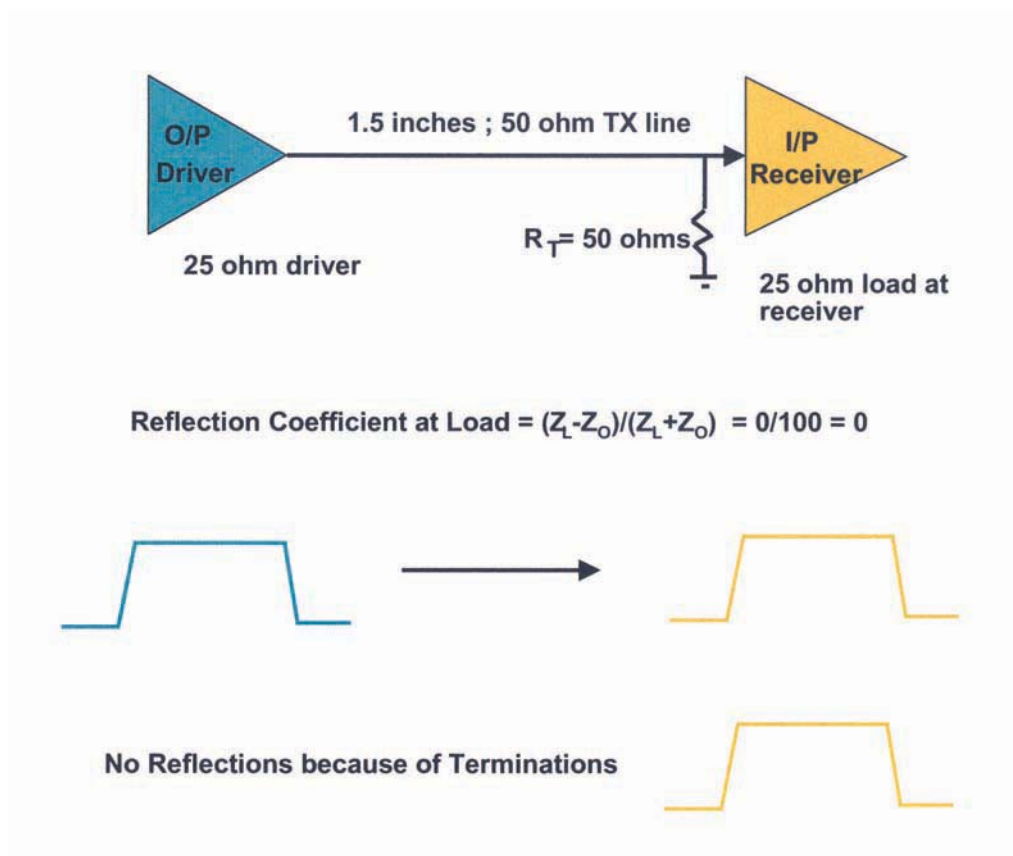 1.5 inches ; 50 ohm TX line
O/P
Driver
I/P
Receiver
R_T= 50 ohms
25 ohm driver
25 ohm load at
receiver
Reflection Coefficient at Load = (Z_L-Z_O)/(Z_L+Z_O) = 0/100 = 0
No Reflections because of Terminations